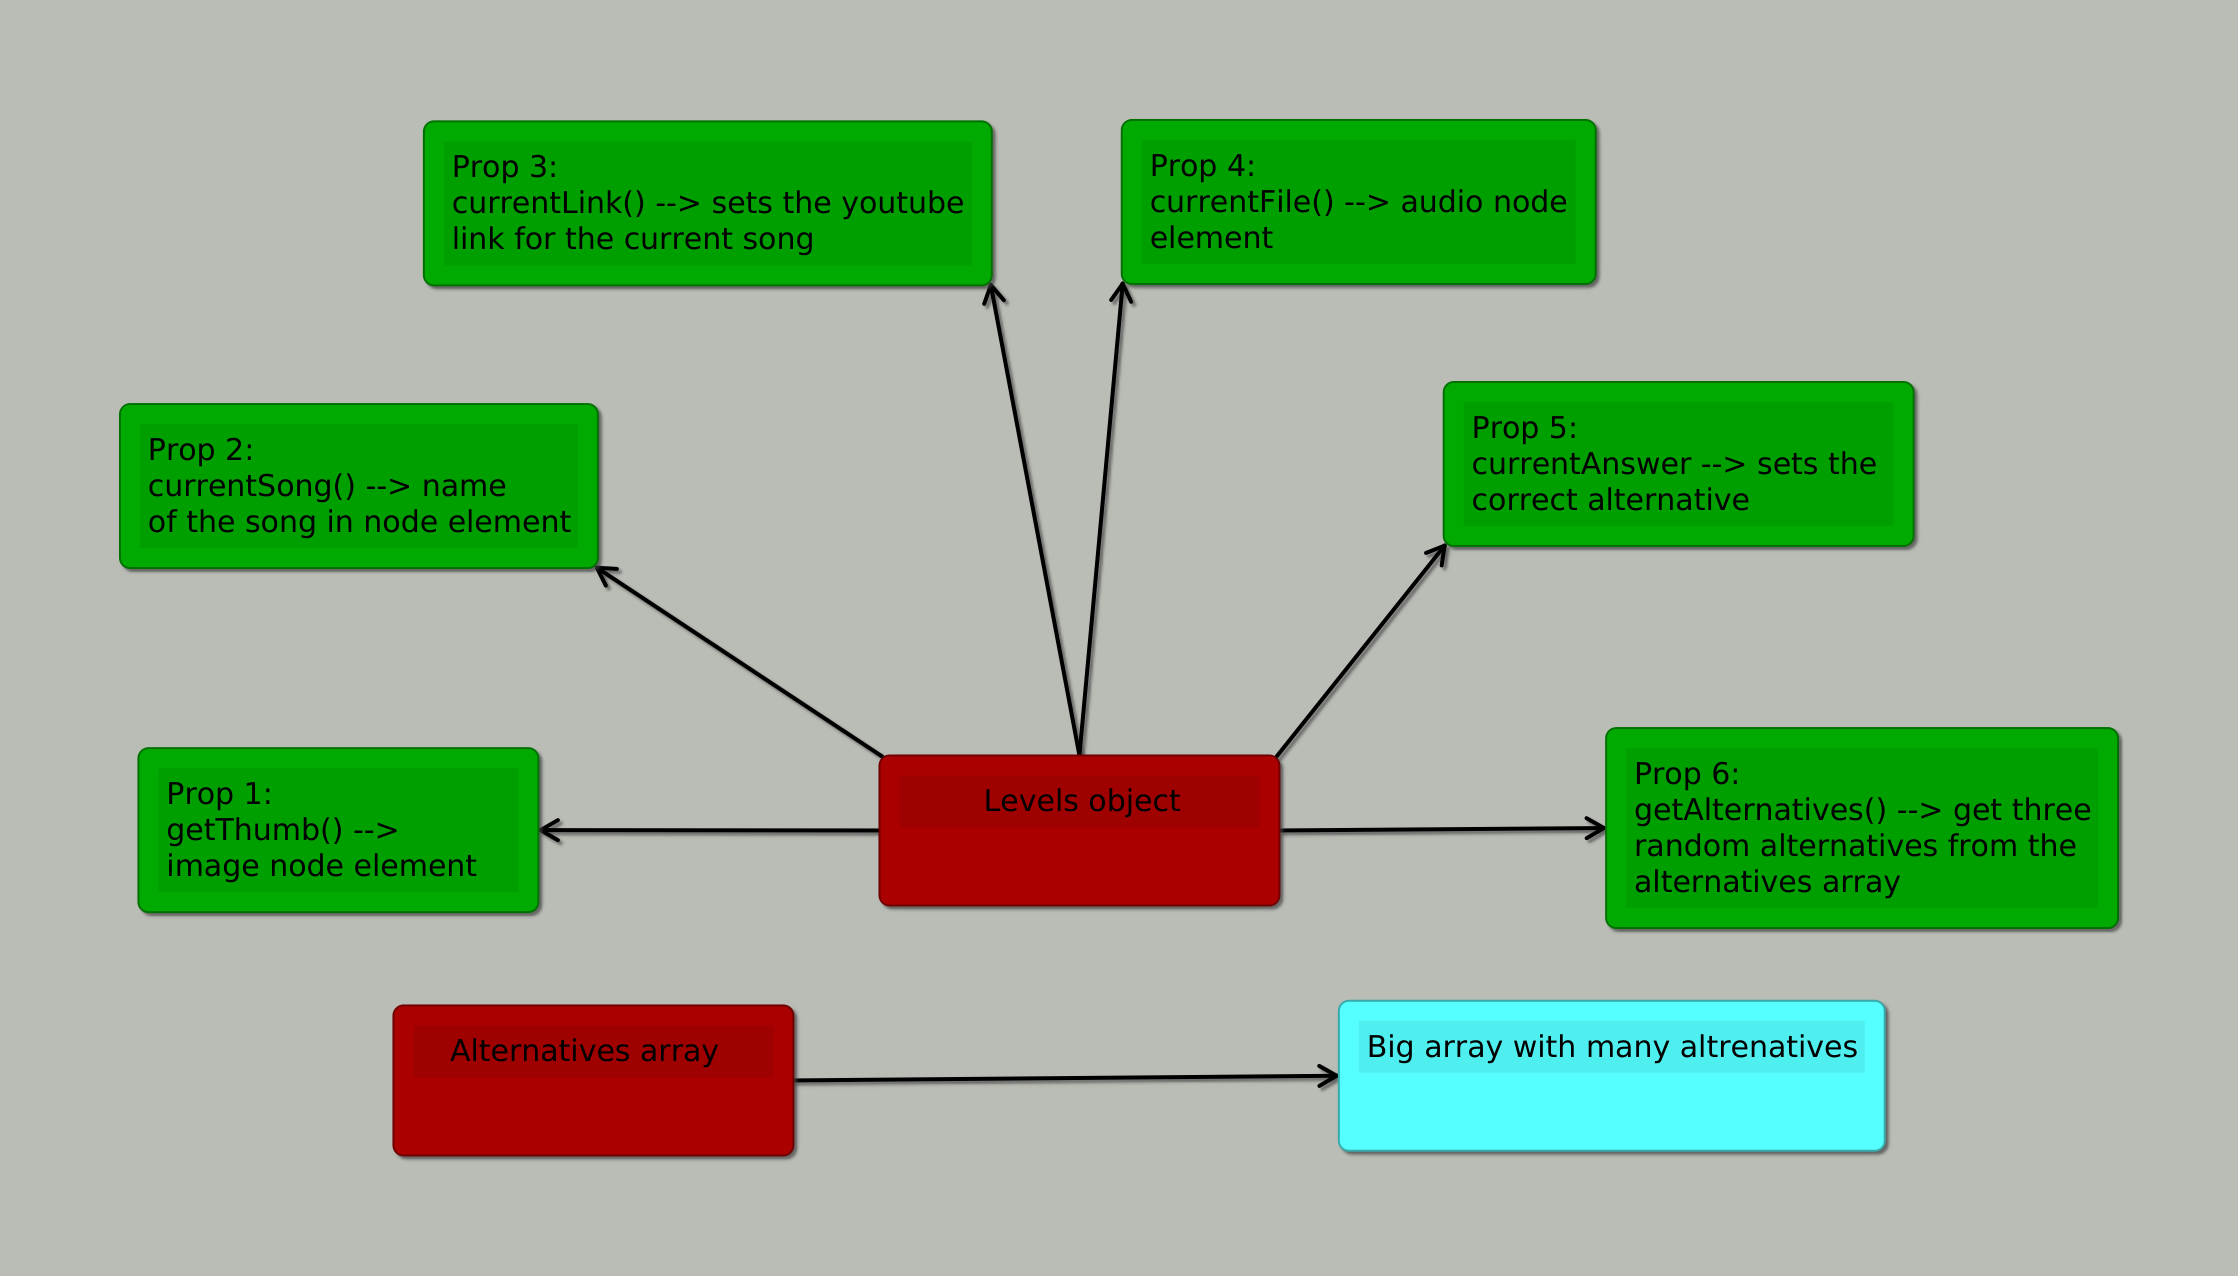 Prop 3:
currentLink() --> sets the youtube
link for the current song
Prop 4:
currentFile() --> audio node
element
Prop 2:
currentSong() --> name
of the song in node element
Prop 5:
currentAnswer --> sets the
correct alternative
Prop 1:
getThumb() -->
image node element
Levels object
Prop 6:
getAlternatives() --> get three
random alternatives from the
alternatives array
Alternatives array
Big array with many altrenatives